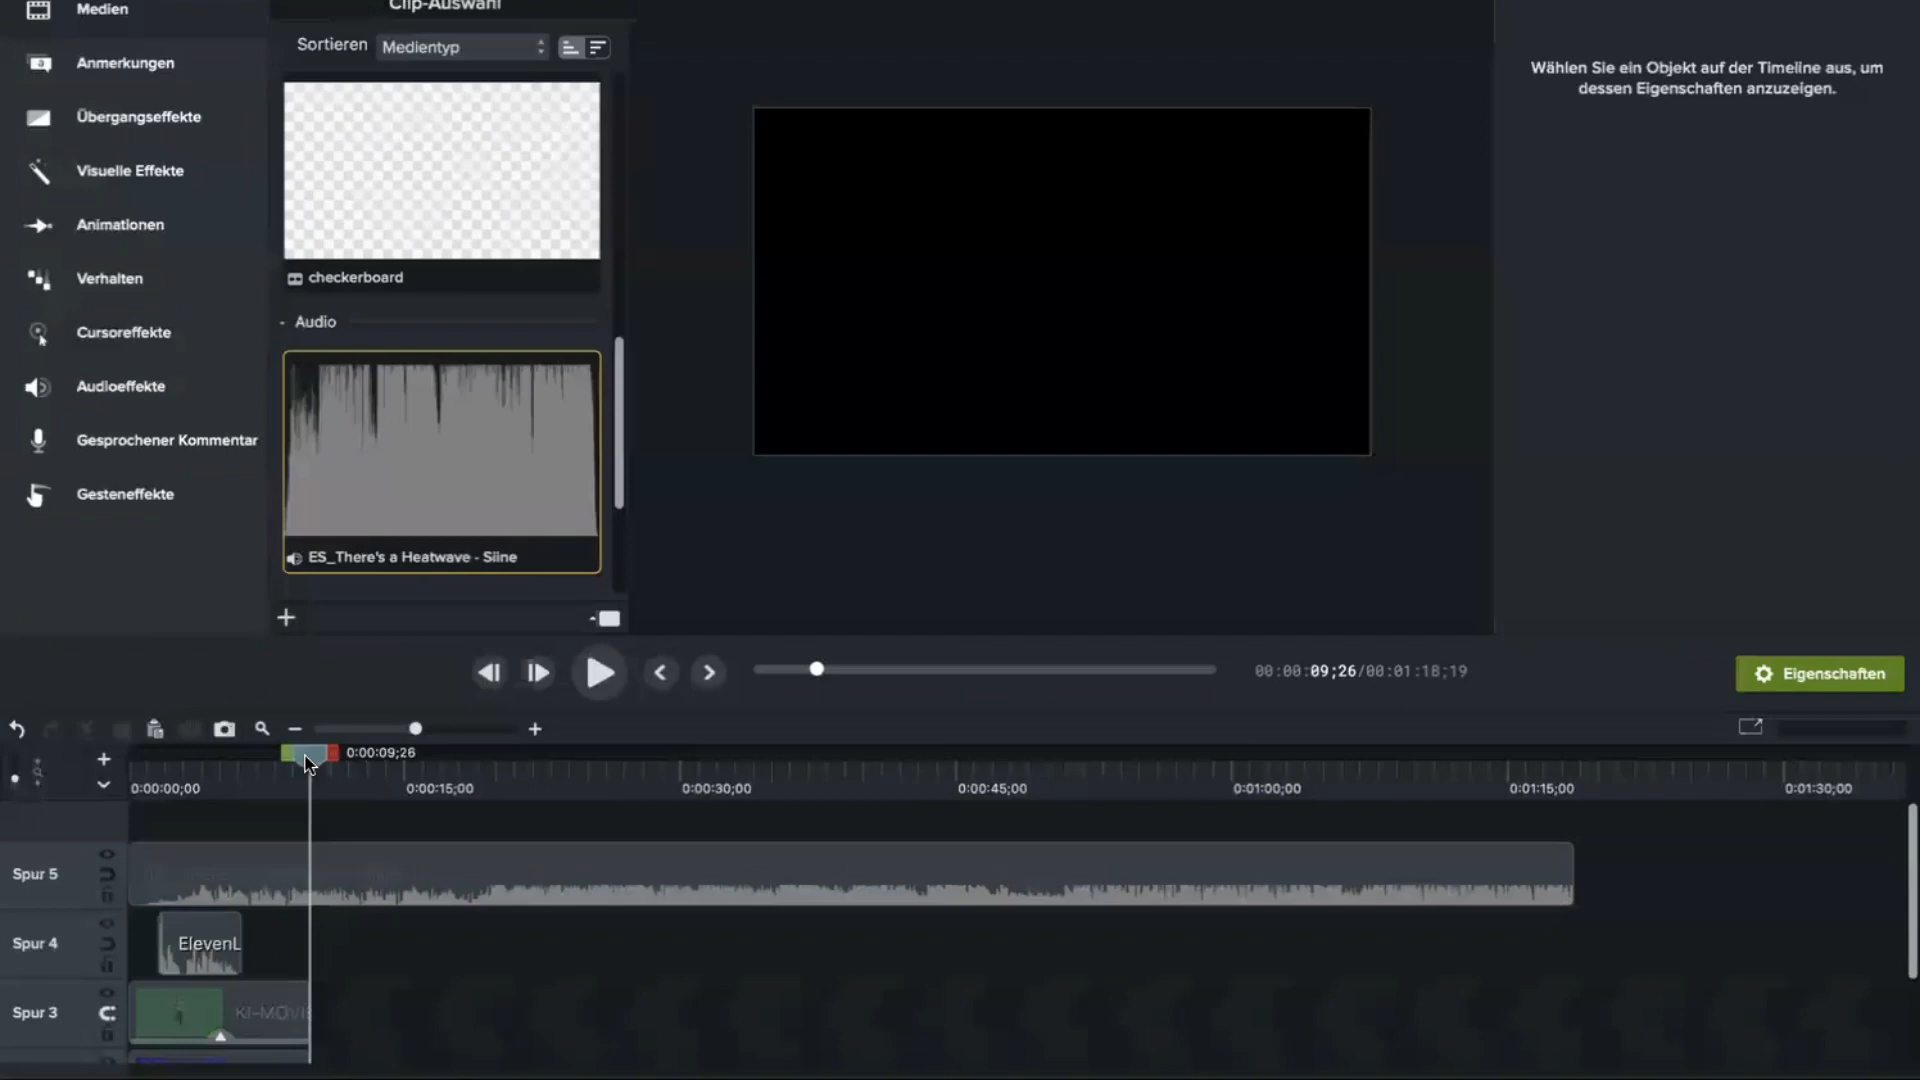 Medien
Clip-Auswahl
Anmerkungen
Übergangseffekte
Visuelle Effekte
Animationen
Verhalten
Cursoreffekte
Audioeffekte
Gesprochener Kommentar
Gesteneffekte
Sortieren Medientyp
checkerboard
- Audio
ES_There's a Heatwave - Siine
Wählen Sie ein Objekt auf der Timeline aus, um
dessen Eigenschaften anzuzeigen.
00:00:09;26/00:01:18;19
Eigenschaften
0:00:09;26
0:00:00;00 0:00:15;00 0:00:30;00 0:00:45;00 0:01:00;00 0:01:15;00 0:01:30;00
Spur 5
Spur 4
ElevenL
Spur 3
KI-MOVIE